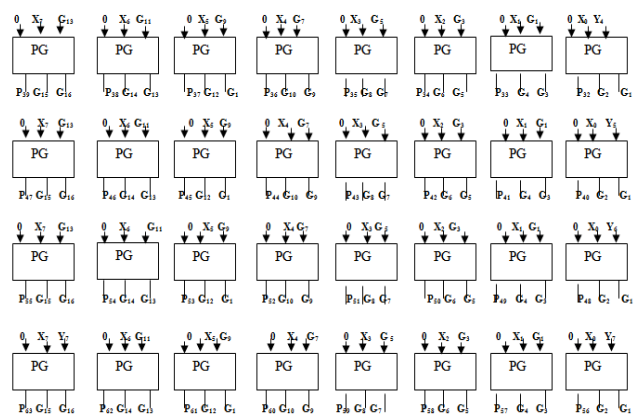 0 X₇ G₁₃ 0 X₆ G₁₁ 0 X₅ G₉ 0 X₄ G₇ 0 X₃ G₅ 0 X₂ G₃ 0 X₁ G₁ 0 X₀ Y₄
PG PG PG PG PG PG PG PG
P₃₉ G₁₅ G₁₆ P₃₈ G₁₄ G₁₃ P₃₇ G₁₂ G₁ P₃₆ G₁₀ G₉ P₃₅ G₈ G₇ P₃₄ G₆ G₅ P₃₃ G₄ G₃ P₃₂ G₂ G₁
0 X₇ G₁₃ 0 X₆ G₁₁ 0 X₅ G₉ 0 X₄ G₇ 0 X₃ G₅ 0 X₂ G₃ 0 X₁ G₁ 0 X₀ Y₅
PG PG PG PG PG PG PG PG
P₄₇ G₁₅ G₁₆ P₄₆ G₁₄ G₁₃ P₄₅ G₁₂ G₁ P₄₄ G₁₀ G₉ P₄₃ G₈ G₇ P₄₂ G₆ G₅ P₄₁ G₄ G₃ P₄₀ G₂ G₁
0 X₇ G₁₃ 0 X₆ G₁₁ 0 X₅ G₉ 0 X₄ G₇ 0 X₃ G₅ 0 X₂ G₃ 0 X₁ G₁ 0 X₀ Y₆
PG PG PG PG PG PG PG PG
P₅₅ G₁₅ G₁₆ P₅₄ G₁₄ G₁₃ P₅₃ G₁₂ G₁ P₅₂ G₁₀ G₉ P₅₁ G₈ G₇ P₅₀ G₆ G₅ P₄₉ G₄ G₃ P₄₈ G₂ G₁
0 X₇ Y₇ 0 X₆ G₁₁ 0 X₅ G₉ 0 X₄ G₇ 0 X₃ G₅ 0 X₂ G₃ 0 X₁ G₁ 0 X₀ Y₇
PG PG PG PG PG PG PG PG
P₆₃ G₁₅ G₁₆ P₆₂ G₁₄ G₁₃ P₆₁ G₁₂ G₁ P₆₀ G₁₀ G₉ P₅₉ G₈ G₇ P₅₈ G₆ G₅ P₅₇ G₄ G₃ P₅₆ G₂ G₁